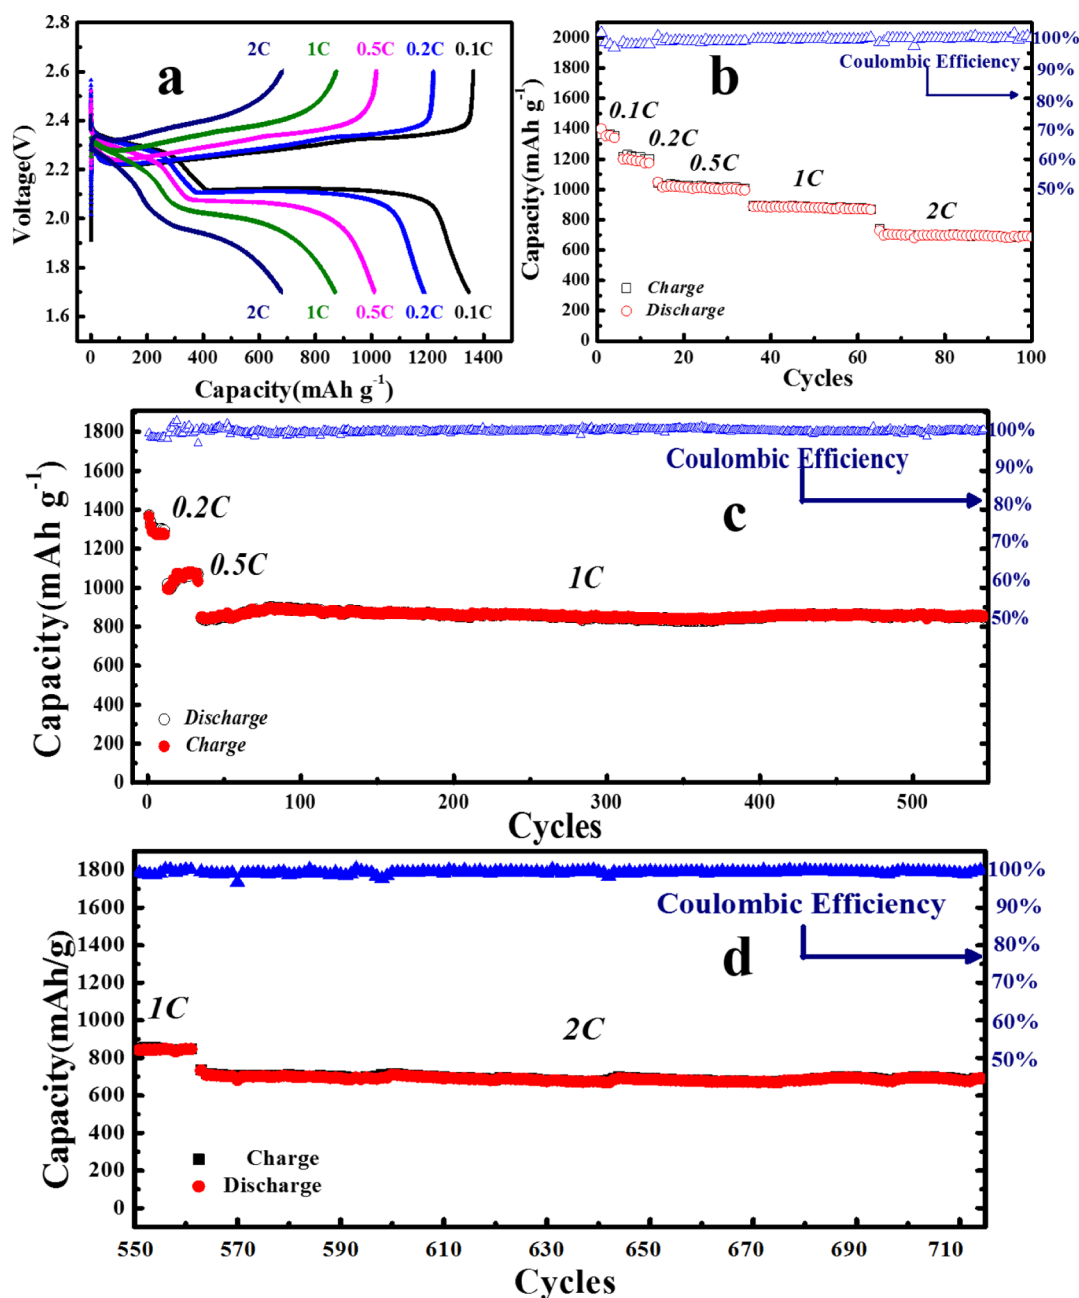 a
2C 1C 0.5C 0.2C 0.1C
2.8
2.6
2.4
2.2
2.0
1.8
1.6
Voltage(V)
2C 1C 0.5C 0.2C 0.1C
0 200 400 600 800 1000 1200 1400
Capacity(mAh g-1)
b
2000
1800
1600
1400
1200
1000
800
600
400
200
0
Capacity(mAh g-1)
100%
90%
80%
70%
60%
50%
Coulombic Efficiency
0.1C
0.2C
0.5C
1C
2C
Charge
Discharge
0 20 40 60 80 100
Cycles
c
1800
1600
1400
1200
1000
800
600
400
200
0
Capacity(mAh g-1)
100%
90%
80%
70%
60%
50%
Coulombic Efficiency
0.2C
0.5C
1C
Discharge
Charge
0 100 200 300 400 500
Cycles
d
1800
1600
1400
1200
1000
800
600
400
200
0
Capacity(mAh/g)
100%
90%
80%
70%
60%
50%
Coulombic Efficiency
1C
2C
Charge
Discharge
550 570 590 610 630 650 670 690 710
Cycles